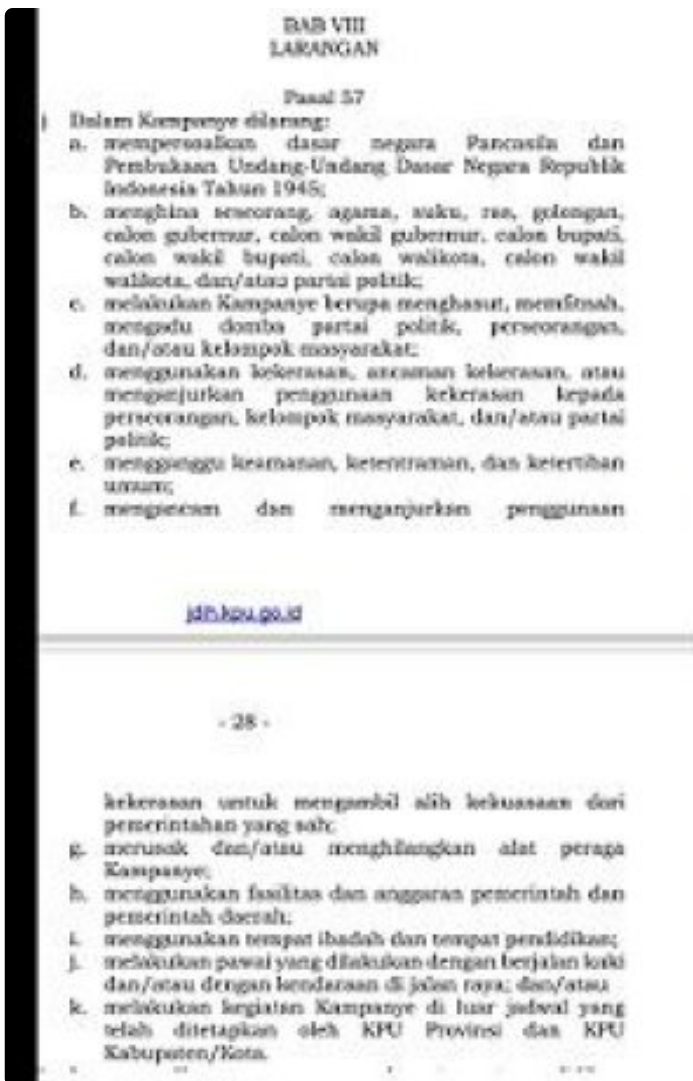 BAB VIII
LARANGAN
Pasal 57
) Dalam Kampanye dilarang:
a. mempersoalkan dasar negara Pancasila dan
Pembukaan Undang-Undang Dasar Negara Republik
Indonesia Tahun 1945;
b. menghina seseorang, agama, suku, ras, golongan,
calon gubernur, calon wakil gubernur, calon bupati,
calon wakil bupati, calon walikota, calon wakil
walikota, dan/atau partai politik;
c. melakukan Kampanye berupa menghasut, memfitnah,
mengadu domba partai politik, perseorangan,
dan/atau kelompok masyarakat;
d. menggunakan kekerasan, ancaman kekerasan, atau
menganjurkan penggunaan kekerasan kepada
perseorangan, kelompok masyarakat, dan/atau partai
politik;
e. mengganggu keamanan, ketentraman, dan ketertiban
umum;
f. mengancam dan menganjurkan penggunaan
jdih.kpu.go.id
- 28 -
kekerasan untuk mengambil alih kekuasaan dari
pemerintahan yang sah;
g. merusak dan/atau menghilangkan alat peraga
Kampanye;
h. menggunakan fasilitas dan anggaran pemerintah dan
pemerintah daerah;
i. menggunakan tempat ibadah dan tempat pendidikan;
j. melakukan pawai yang dilakukan dengan berjalan kaki
dan/atau dengan kendaraan di jalan raya; dan/atau
k. melakukan kegiatan Kampanye di luar jadwal yang
telah ditetapkan oleh KPU Provinsi dan KPU
Kabupaten/Kota.